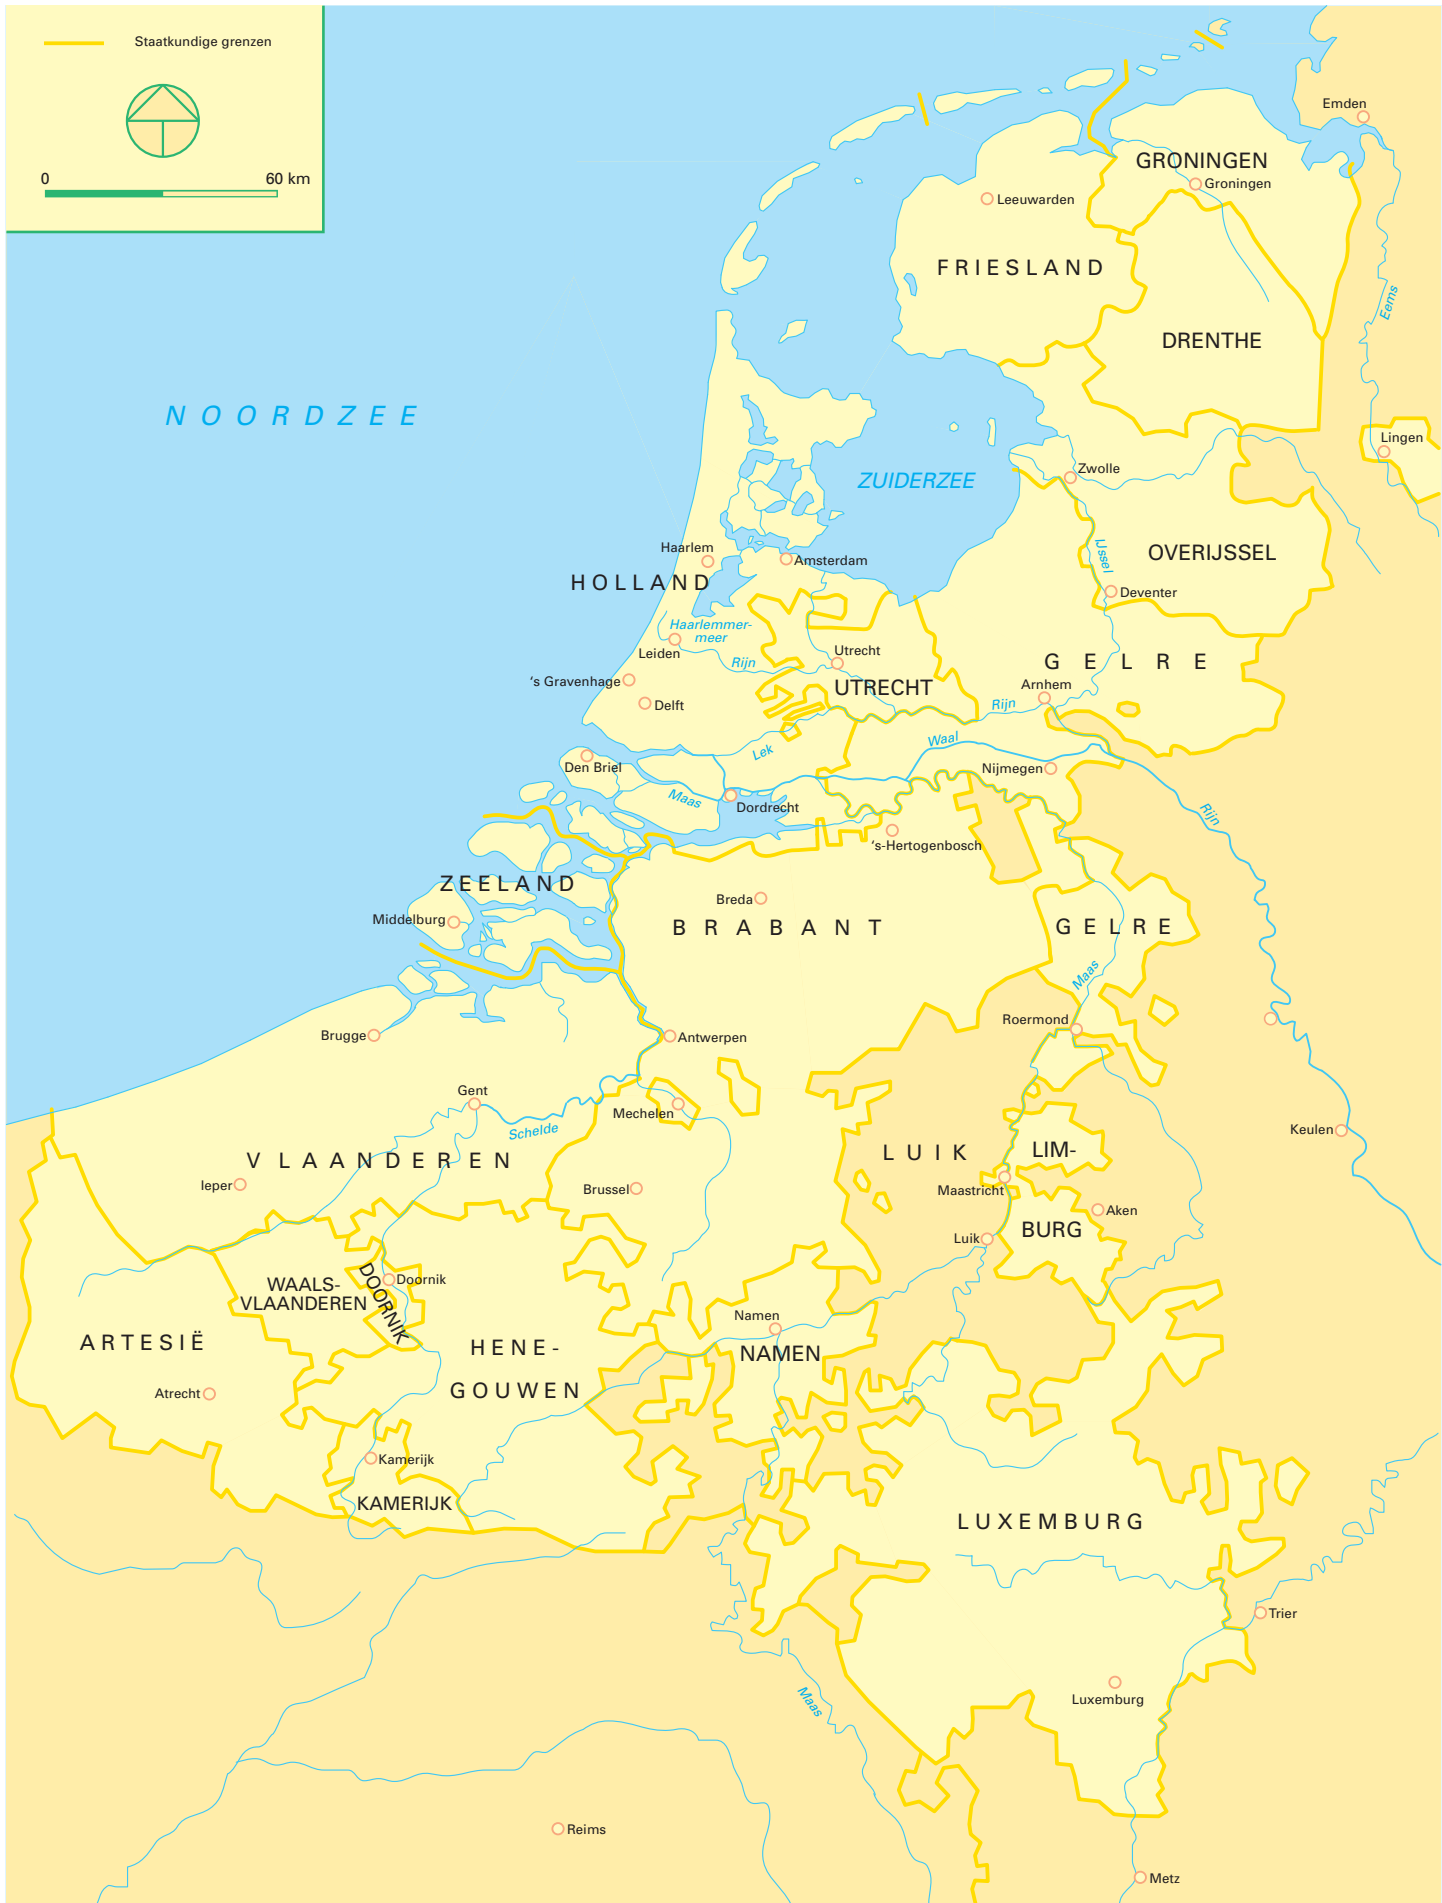 Staatkundige grenzen
0
60 km
Emden
GRONINGEN
Groningen
Leeuwarden
FRIESLAND
Eems
DRENTHE
NOORDZEE
Lingen
Zwolle
ZUIDERZEE
Haarlem
Amsterdam
IJssel
OVERIJSSEL
HOLLAND
Deventer
Haarlemmer-
meer
Leiden
Rijn
Utrecht
GELRE
's Gravenhage
UTRECHT
Arnhem
Delft
Rijn
Lek
Waal
Den Briel
Nijmegen
Maas
Dordrecht
Rijn
's-Hertogenbosch
ZEELAND
Breda
Middelburg
BRABANT
GELRE
Maas
Roermond
Brugge
Antwerpen
Gent
Mechelen
Schelde
Keulen
VLAANDEREN
LUIK
LIM-
Ieper
Brussel
Maastricht
Aken
BURG
Luik
WAALS-
VLAANDEREN
DOORNIK
Doornik
Namen
ARTESIË
HENE-
NAMEN
GOUWEN
Atrecht
Kamerijk
KAMERIJK
LUXEMBURG
Trier
Maas
Luxemburg
Reims
Metz